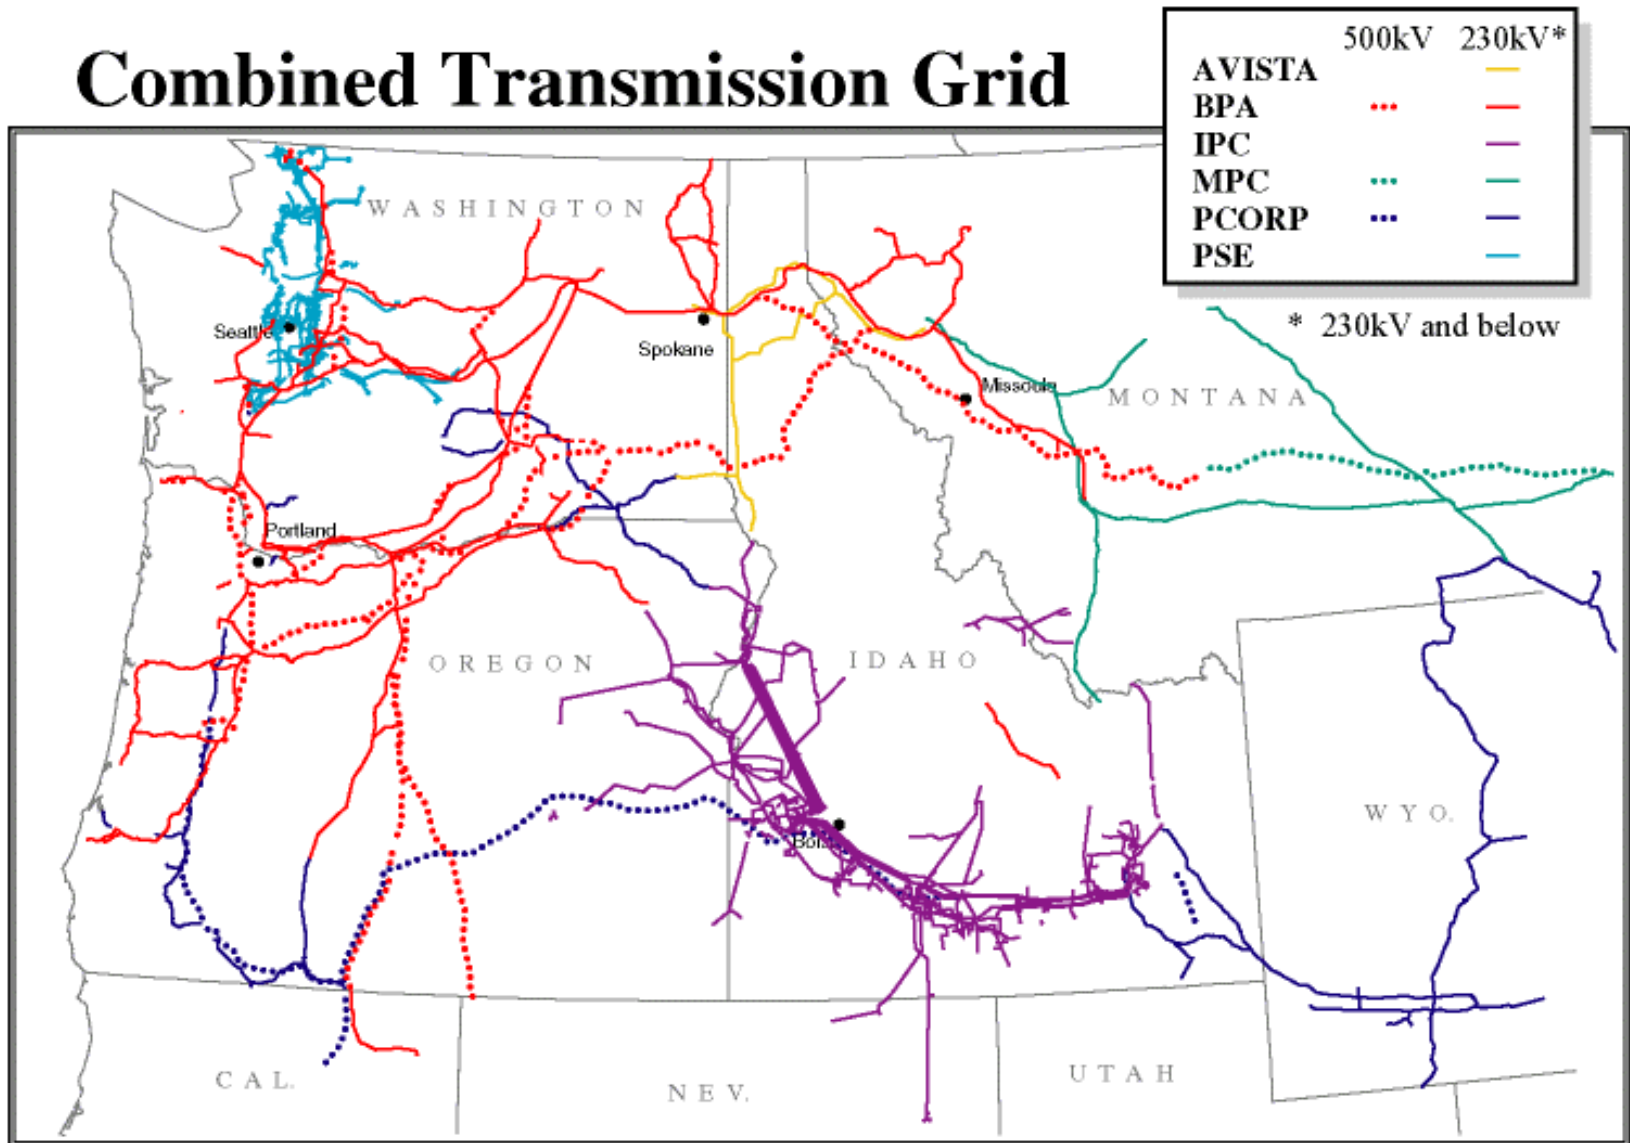 Combined Transmission Grid
500kV 230kV*
AVISTA
BPA
IPC
MPC
PCORP
PSE
* 230kV and below
WASHINGTON
Seattle
Spokane
Missoula
MONTANA
Portland
OREGON
IDAHO
WYO.
CAL.
NEV.
UTAH